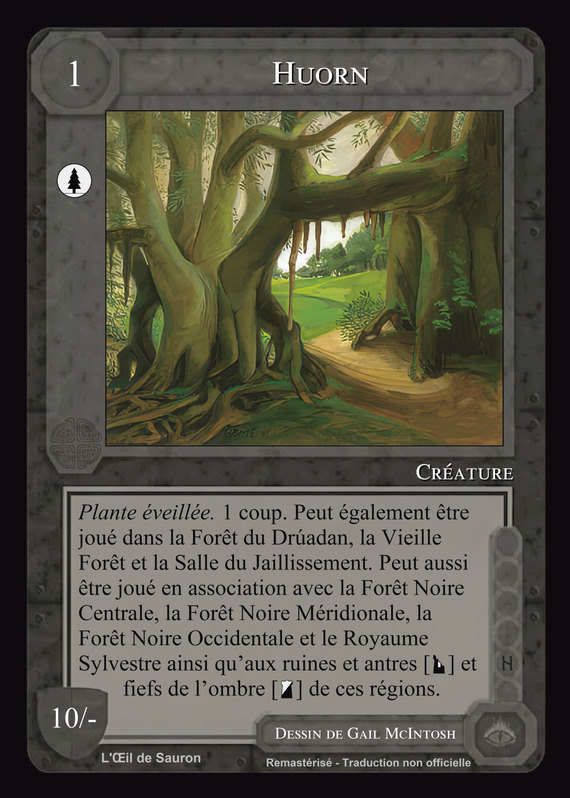 1
HUORN
CRÉATURE
Plante éveillée. 1 coup. Peut également être
joué dans la Forêt du Drúadan, la Vieille
Forêt et la Salle du Jaillissement. Peut aussi
être joué en association avec la Forêt Noire
Centrale, la Forêt Noire Méridionale, la
Forêt Noire Occidentale et le Royaume
Sylvestre ainsi qu’aux ruines et antres [ ] et
fiefs de l’ombre [ ] de ces régions.
10/-
DESSIN DE GAIL MCINTOSH
L'Œil de Sauron
Remastérisé - Traduction non officielle